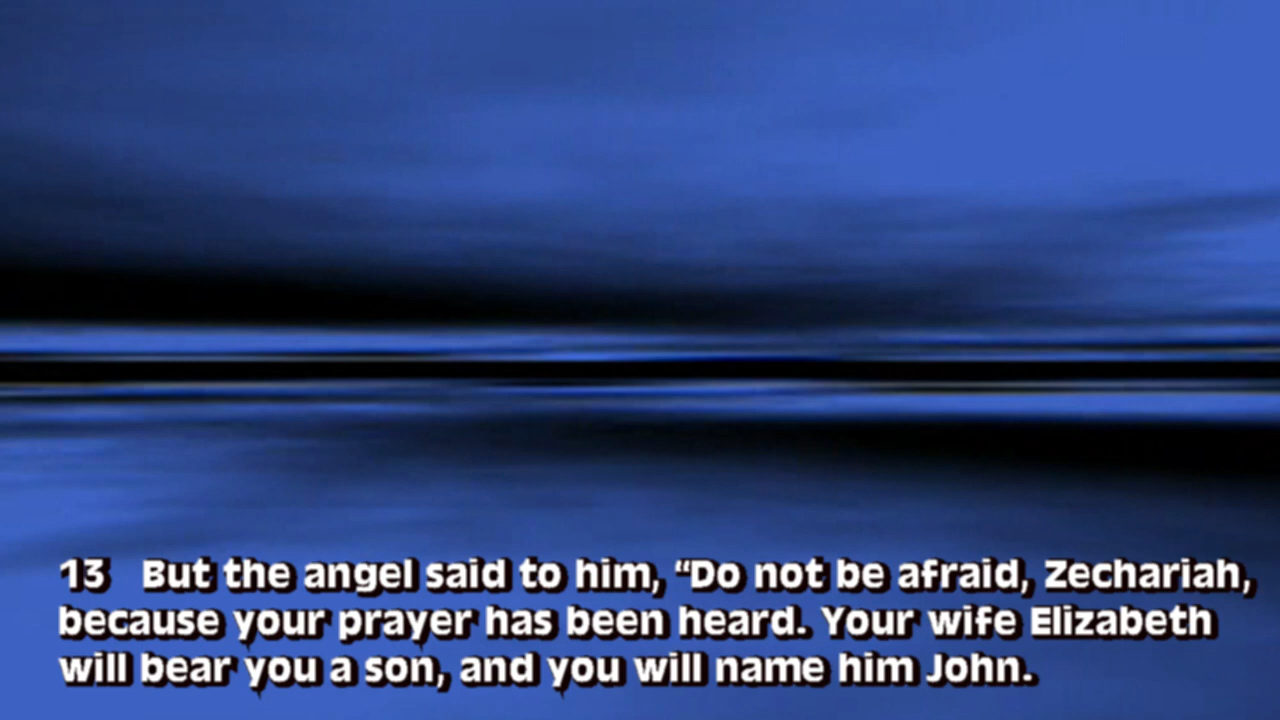 13 But the angel said to him, “Do not be afraid, Zechariah,
because your prayer has been heard. Your wife Elizabeth
will bear you a son, and you will name him John.